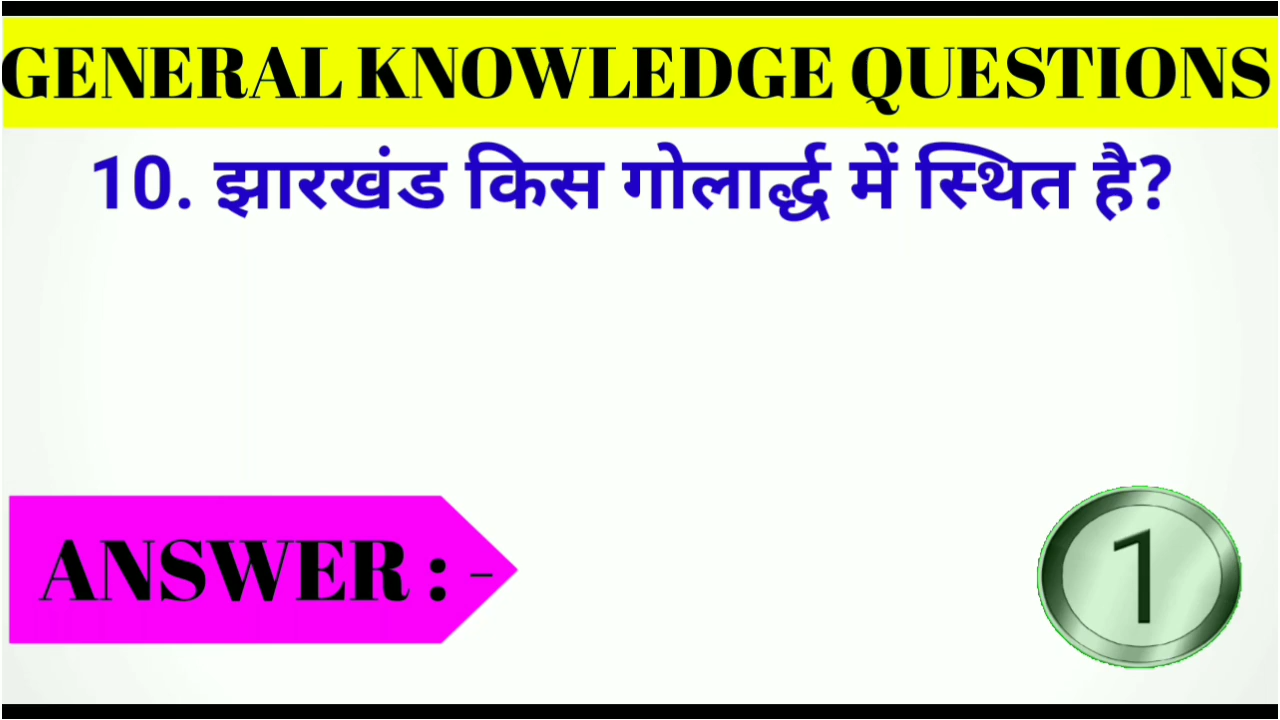 GENERAL KNOWLEDGE QUESTIONS
10. झारखंड किस गोलार्द्ध में स्थित है?
ANSWER : -
1